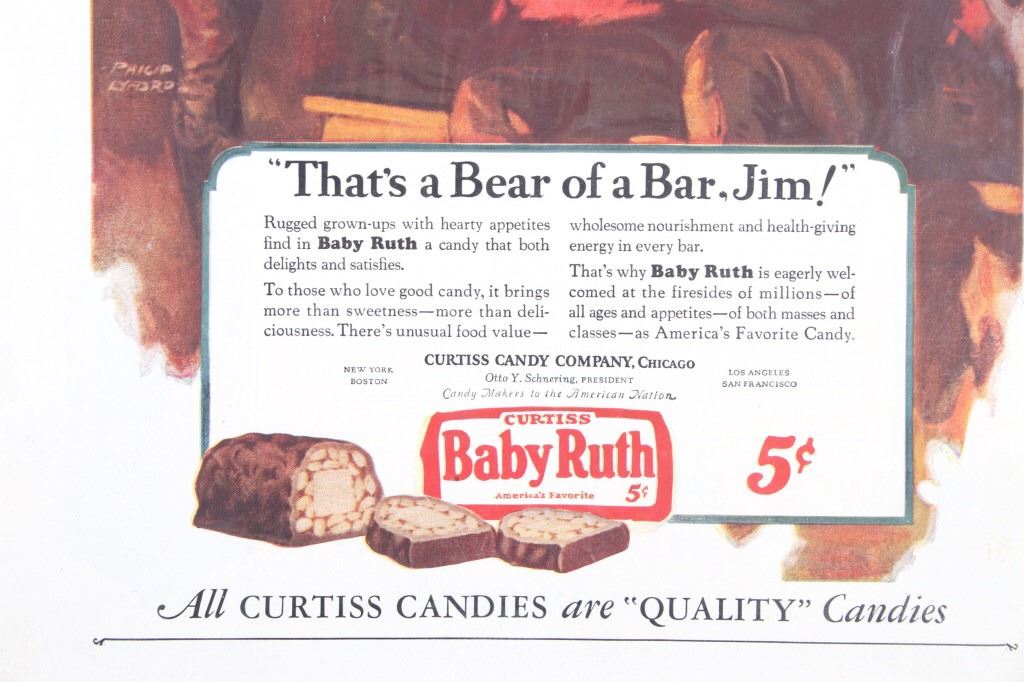 PHILIP
LYFORD
"That's a Bear of a Bar, Jim!"
Rugged grown-ups with hearty appetites
find in Baby Ruth a candy that both
delights and satisfies.
To those who love good candy, it brings
more than sweetness—more than deli-
ciousness. There's unusual food value—
wholesome nourishment and health-giving
energy in every bar.
That's why Baby Ruth is eagerly wel-
comed at the firesides of millions—of
all ages and appetites—of both masses and
classes—as America's Favorite Candy.
NEW YORK
BOSTON
CURTISS CANDY COMPANY, CHICAGO
Otto Y. Schnering, PRESIDENT
Candy Makers to the American Nation
LOS ANGELES
SAN FRANCISCO
CURTISS
Baby Ruth
America's Favorite 5¢
5¢
All CURTISS CANDIES are "QUALITY" Candies